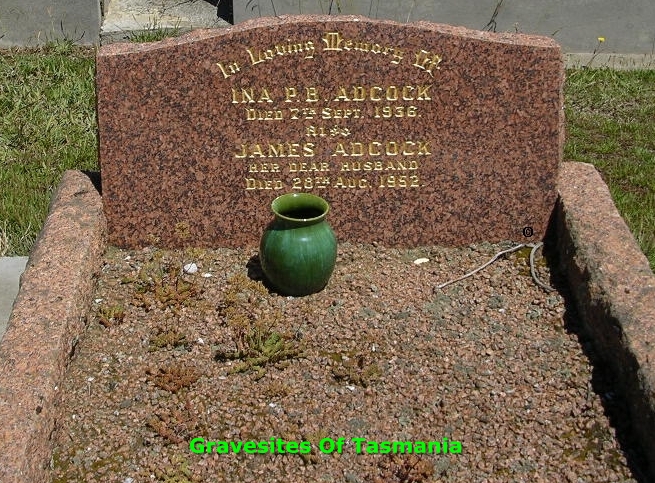 In Loving Memory Of
INA P.B. ADCOCK
DIED 7TH SEPT. 1936.
ALSO
JAMES ADCOCK
HER DEAR HUSBAND
DIED 28TH AUG. 1952.
Gravesites Of Tasmania